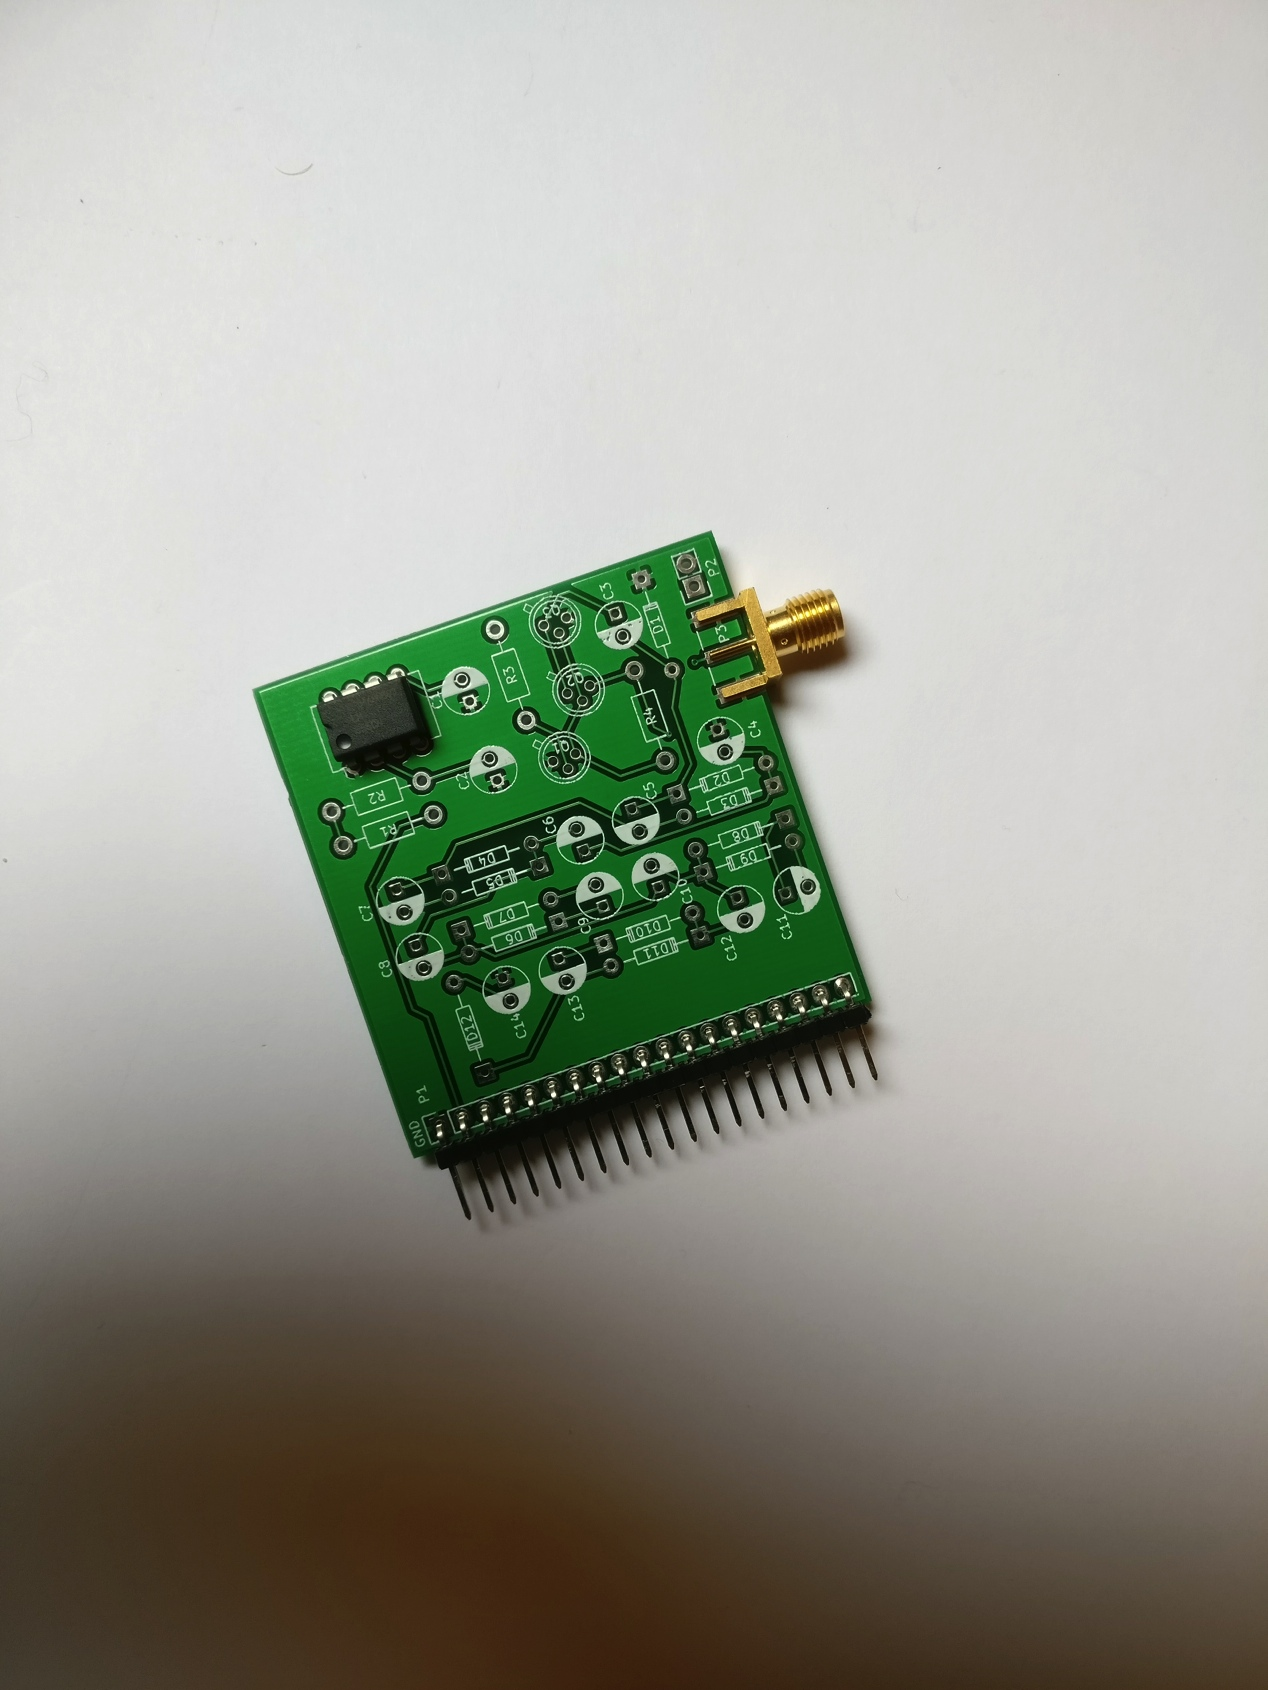 P2
C3
D1
P3
C1
R3
Q2
R4
Q1
C4
C2
R2
R1
C5
D2
D3
C6
D8
D9
D4
D5
C7
D7
D6
C9
C10
D10
D11
C11
C12
C8
C14
C13
D12
P1
GND